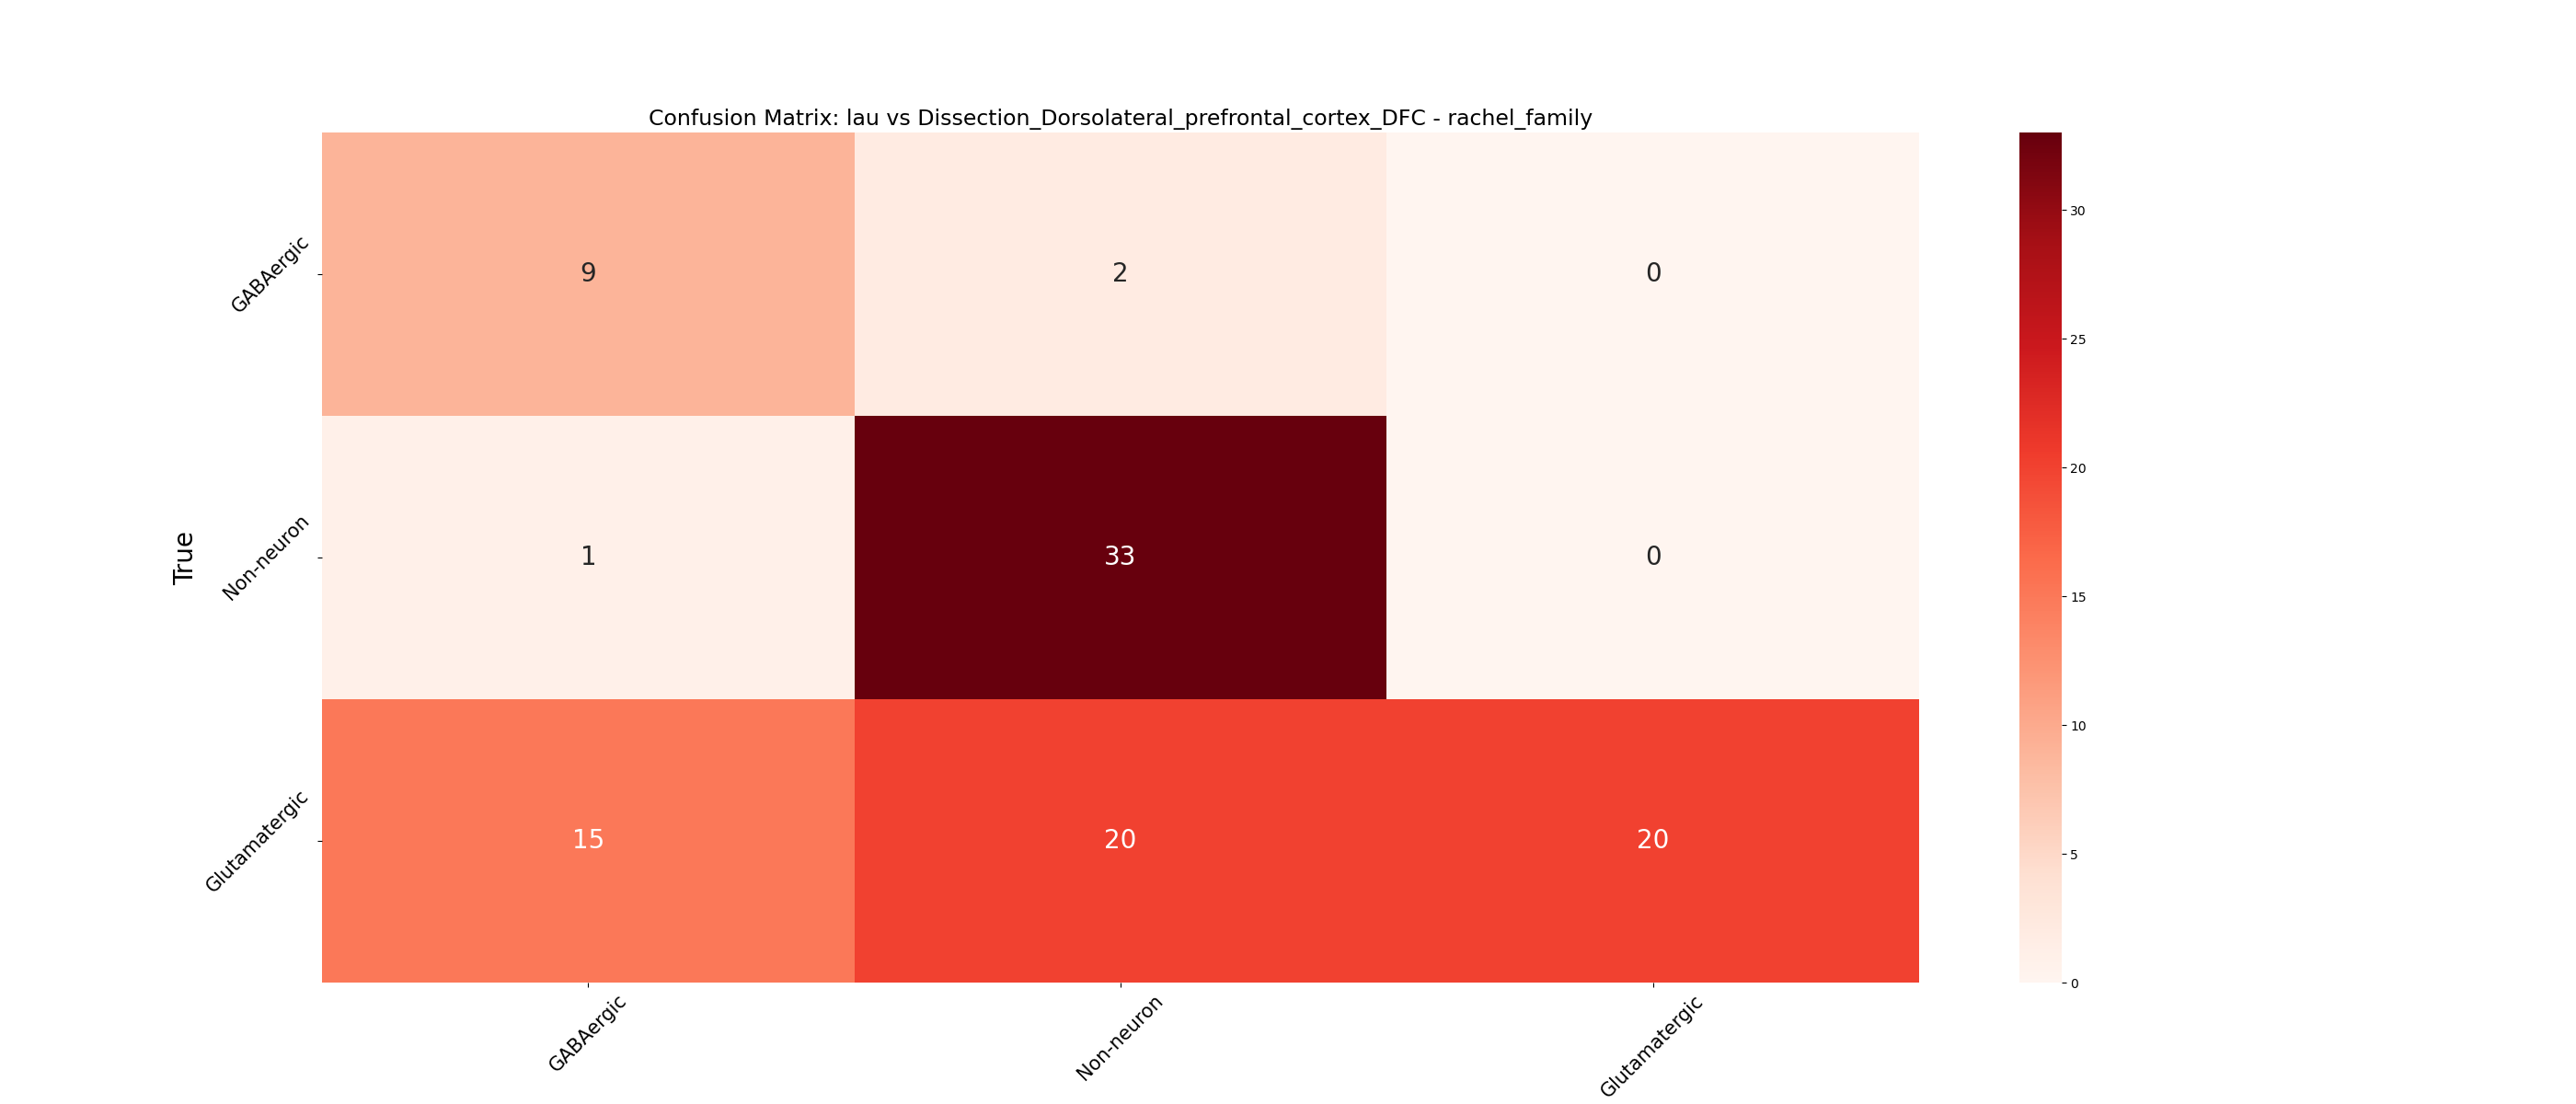 Confusion Matrix: lau vs Dissection_Dorsolateral_prefrontal_cortex_DFC - rachel_family
True
GABAergic
9
2
0
Non-neuron
1
33
0
Glutamatergic
15
20
20
GABAergic
Non-neuron
Glutamatergic
30
25
20
15
10
5
0